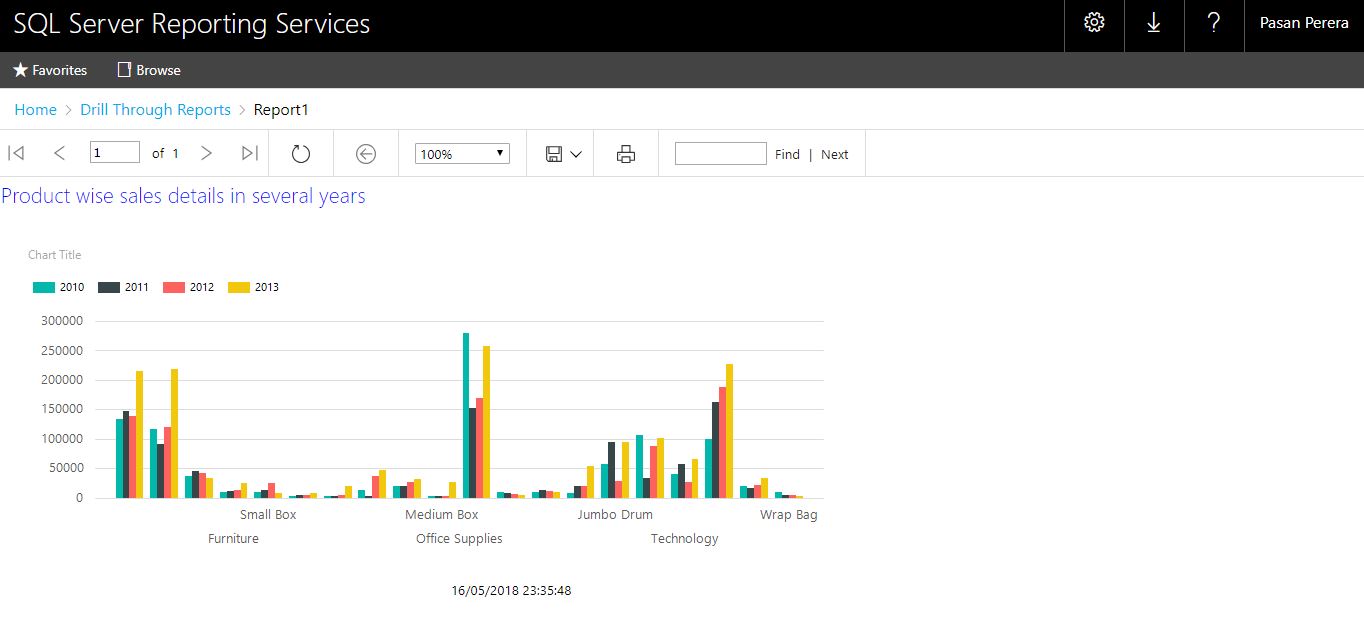 SQL Server Reporting Services
? Pasan Perera
Favorites Browse
Home > Drill Through Reports > Report1
1 of 1 100% Find | Next
Product wise sales details in several years
Chart Title
2010 2011 2012 2013
300000
250000
200000
150000
100000
50000
0
Small Box Medium Box Jumbo Drum Wrap Bag
Furniture Office Supplies Technology
16/05/2018 23:35:48